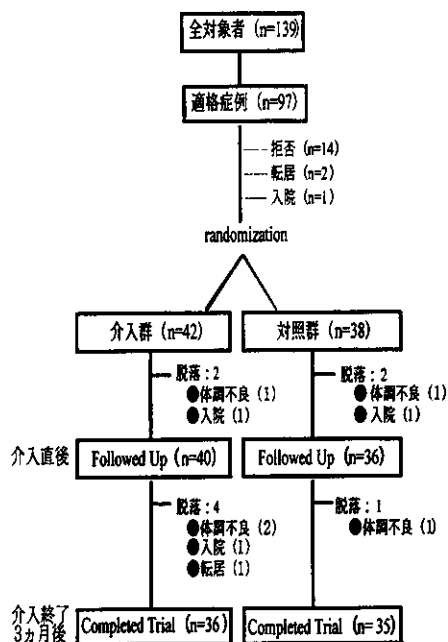 全対象者 (n=139)
適格症例 (n=97)
拒否 (n=14)
転居 (n=2)
入院 (n=1)
randomization
介入群 (n=42)
対照群 (n=38)
脱落：2
●体調不良 (1)
●入院 (1)
脱落：2
●体調不良 (1)
●入院 (1)
介入直後
Followed Up (n=40)
Followed Up (n=36)
脱落：4
●体調不良 (2)
●入院 (1)
●転居 (1)
脱落：1
●体調不良 (1)
介入終了
3ヵ月後
Completed Trial (n=36)
Completed Trial (n=35)